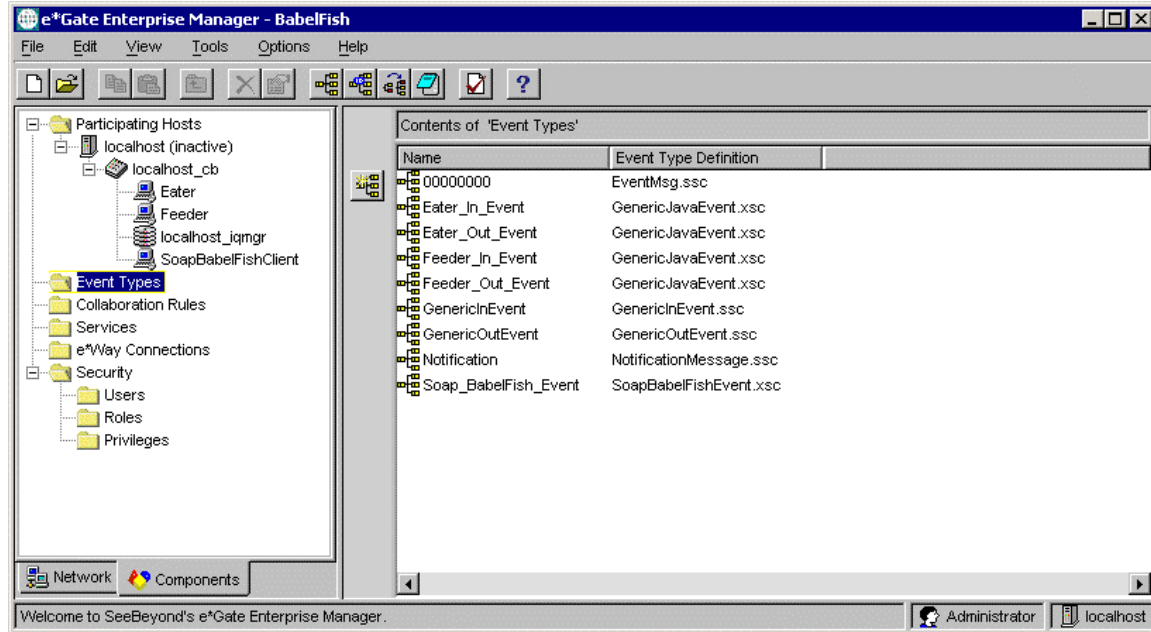 e*Gate Enterprise Manager - BabelFish
File Edit View Tools Options Help
?
Participating Hosts
localhost (inactive)
localhost_cb
Eater
Feeder
localhost_iqmgr
SoapBabelFishClient
Event Types
Collaboration Rules
Services
e*Way Connections
Security
Users
Roles
Privileges
Network Components
Contents of 'Event Types'
Name Event Type Definition
00000000 EventMsg.ssc
Eater_In_Event GenericJavaEvent.xsc
Eater_Out_Event GenericJavaEvent.xsc
Feeder_In_Event GenericJavaEvent.xsc
Feeder_Out_Event GenericJavaEvent.xsc
GenericInEvent GenericInEvent.ssc
GenericOutEvent GenericOutEvent.ssc
Notification NotificationMessage.ssc
Soap_BabelFish_Event SoapBabelFishEvent.xsc
Welcome to SeeBeyond's e*Gate Enterprise Manager. Administrator localhost